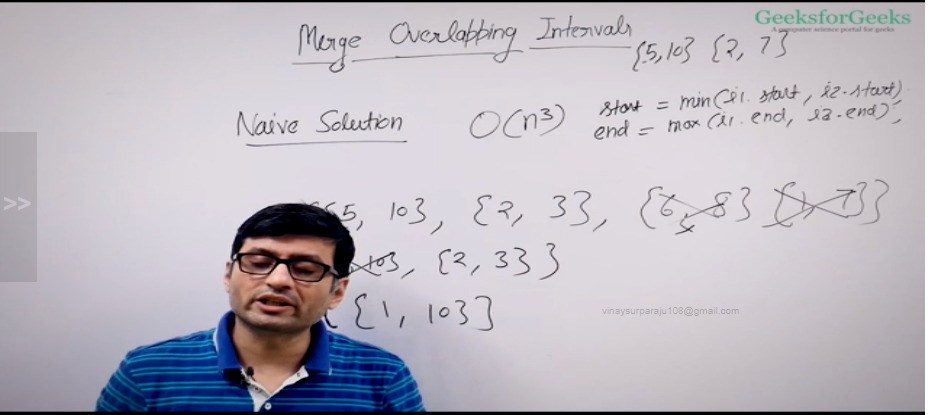 GeeksforGeeks
A computer science portal for geeks
Merge Overlapping Intervals
{5,10} {2, 7}
Naive Solution O(n³)
start = min(i1.start, i2.start);
end = max(i1.end, i2.end);
>>
5, 10}, {2, 3}, {6, 8} {1, 7}}
10}, {2, 3}}
{ {1, 10}}
vinaysurparaju108@gmail.com